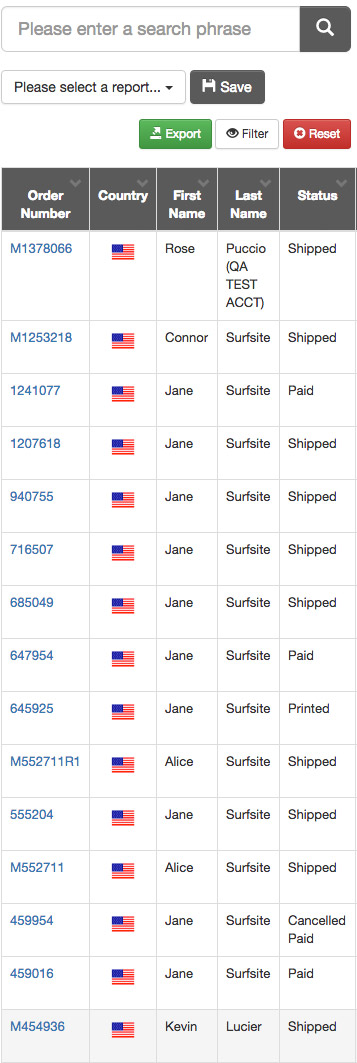 Please enter a search phrase
Please select a report... Save
Export Filter Reset
Order Number Country First Name Last Name Status
M1378066 Rose Puccio (QA TEST ACCT) Shipped
M1253218 Connor Surfsite Shipped
1241077 Jane Surfsite Paid
1207618 Jane Surfsite Shipped
940755 Jane Surfsite Shipped
716507 Jane Surfsite Shipped
685049 Jane Surfsite Shipped
647954 Jane Surfsite Paid
645925 Jane Surfsite Printed
M552711R1 Alice Surfsite Shipped
555204 Jane Surfsite Shipped
M552711 Alice Surfsite Shipped
459954 Jane Surfsite Cancelled Paid
459016 Jane Surfsite Paid
M454936 Kevin Lucier Shipped